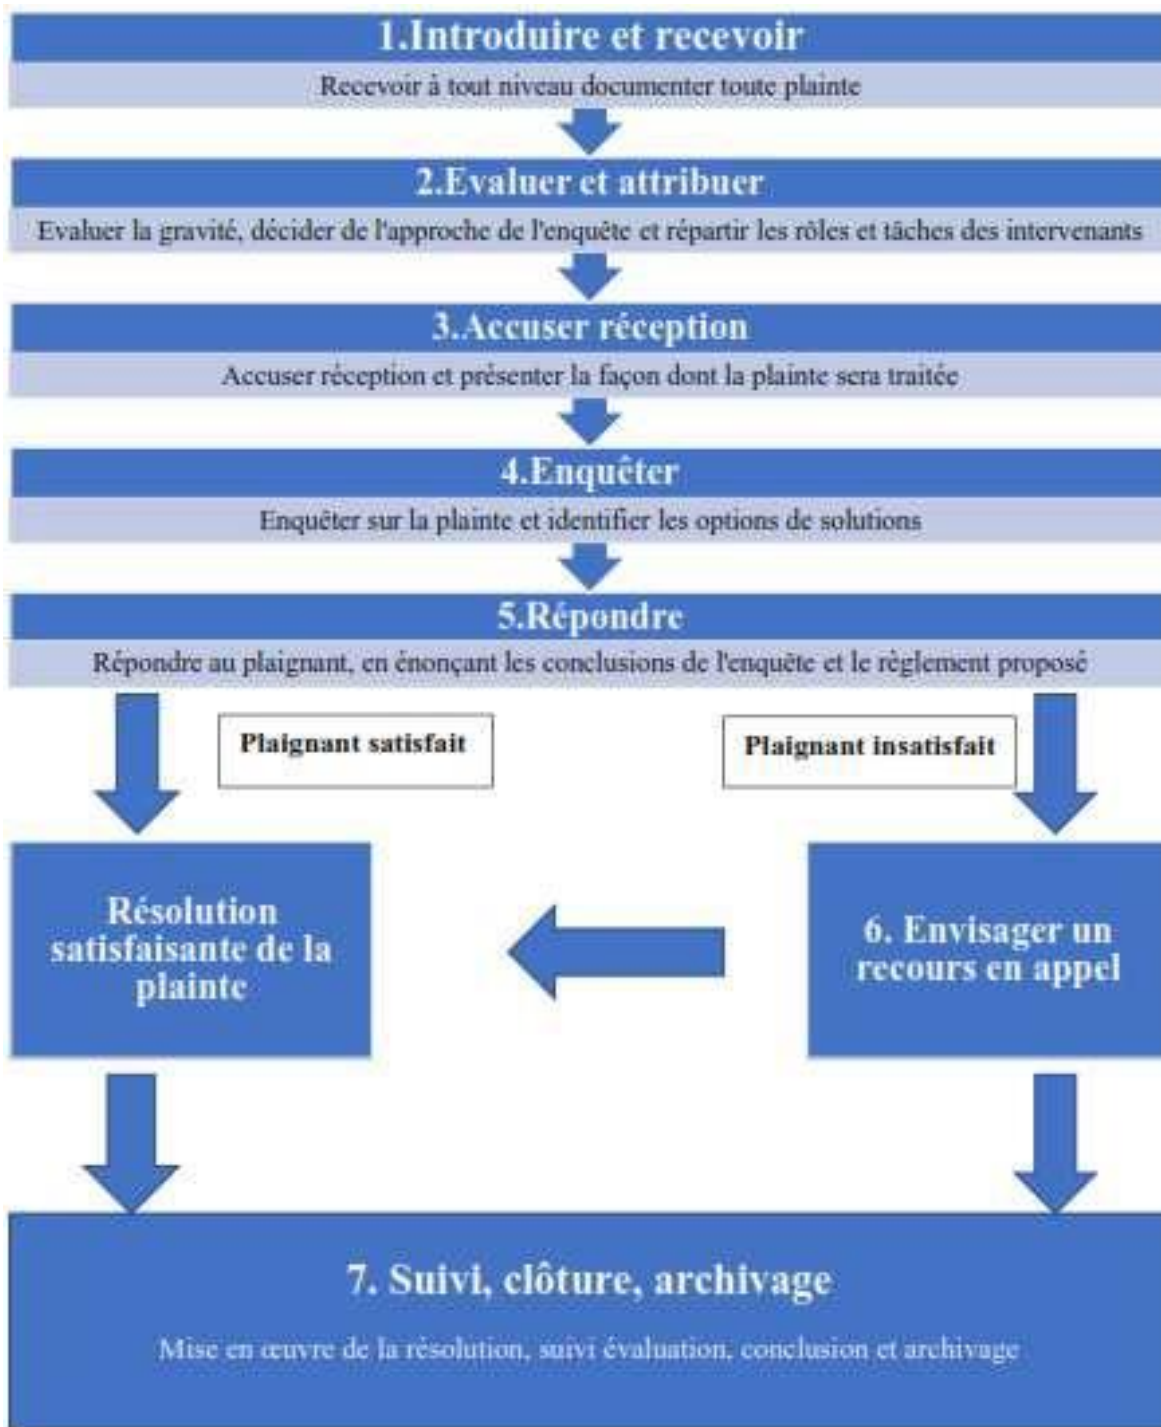 1.Introduire et recevoir
Recevoir à tout niveau documenter toute plainte
2.Evaluer et attribuer
Evaluer la gravité, décider de l'approche de l'enquête et répartir les rôles et tâches des intervenants
3.Accuser réception
Accuser réception et présenter la façon dont la plainte sera traitée
4.Enquêter
Enquêter sur la plainte et identifier les options de solutions
5.Répondre
Répondre au plaignant, en énonçant les conclusions de l'enquête et le règlement proposé
Plaignant satisfait
Plaignant insatisfait
Résolution
satisfaisante de la
plainte
6. Envisager un
recours en appel
7. Suivi, clôture, archivage
Mise en œuvre de la résolution, suivi évaluation, conclusion et archivage